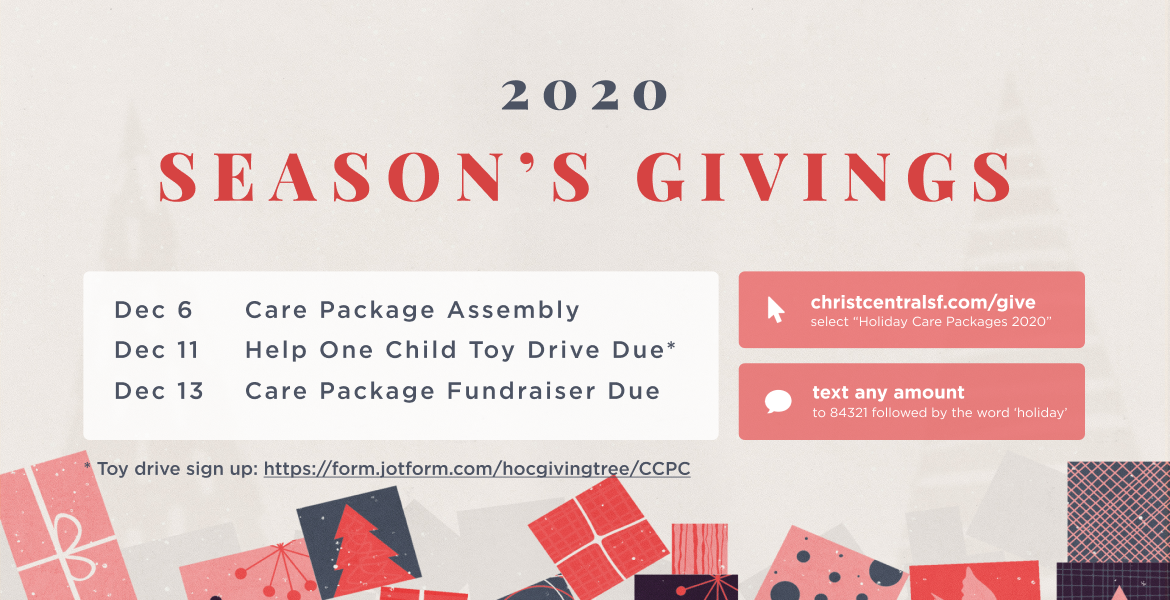 2020
SEASON’S GIVINGS
Dec 6 Care Package Assembly
Dec 11 Help One Child Toy Drive Due*
Dec 13 Care Package Fundraiser Due
christcentralsf.com/give
select “Holiday Care Packages 2020”
text any amount
to 84321 followed by the word ‘holiday’
* Toy drive sign up: https://form.jotform.com/hocgivingtree/CCPC